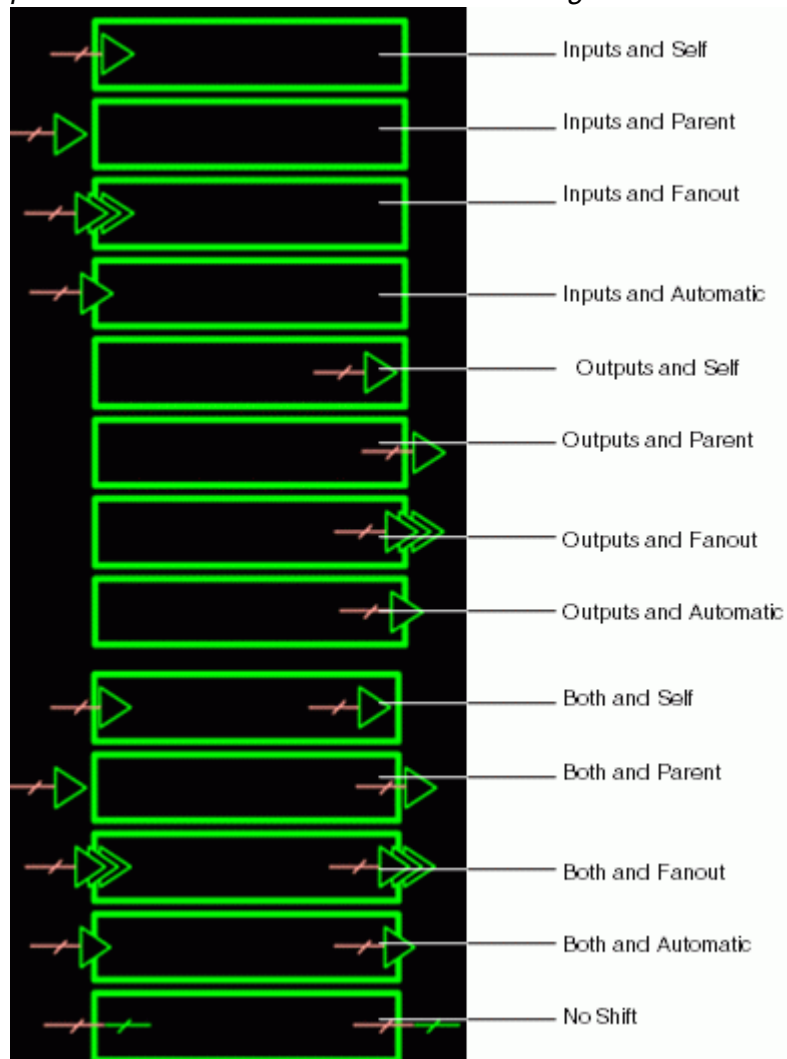 Inputs and Self
Inputs and Parent
Inputs and Fanout
Inputs and Automatic
Outputs and Self
Outputs and Parent
Outputs and Fanout
Outputs and Automatic
Both and Self
Both and Parent
Both and Fanout
Both and Automatic
No Shift